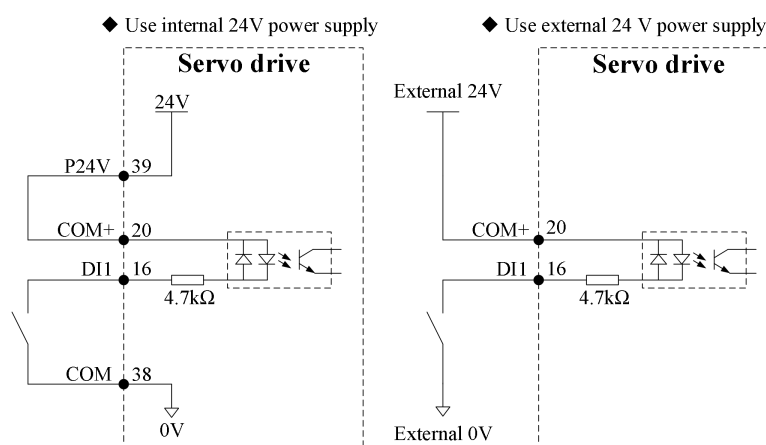 ◆ Use internal 24V power supply
Servo drive
24V
P24V 39
COM+ 20
DI1 16
4.7kΩ
COM 38
0V
◆ Use external 24 V power supply
Servo drive
External 24V
COM+ 20
DI1 16
4.7kΩ
External 0V